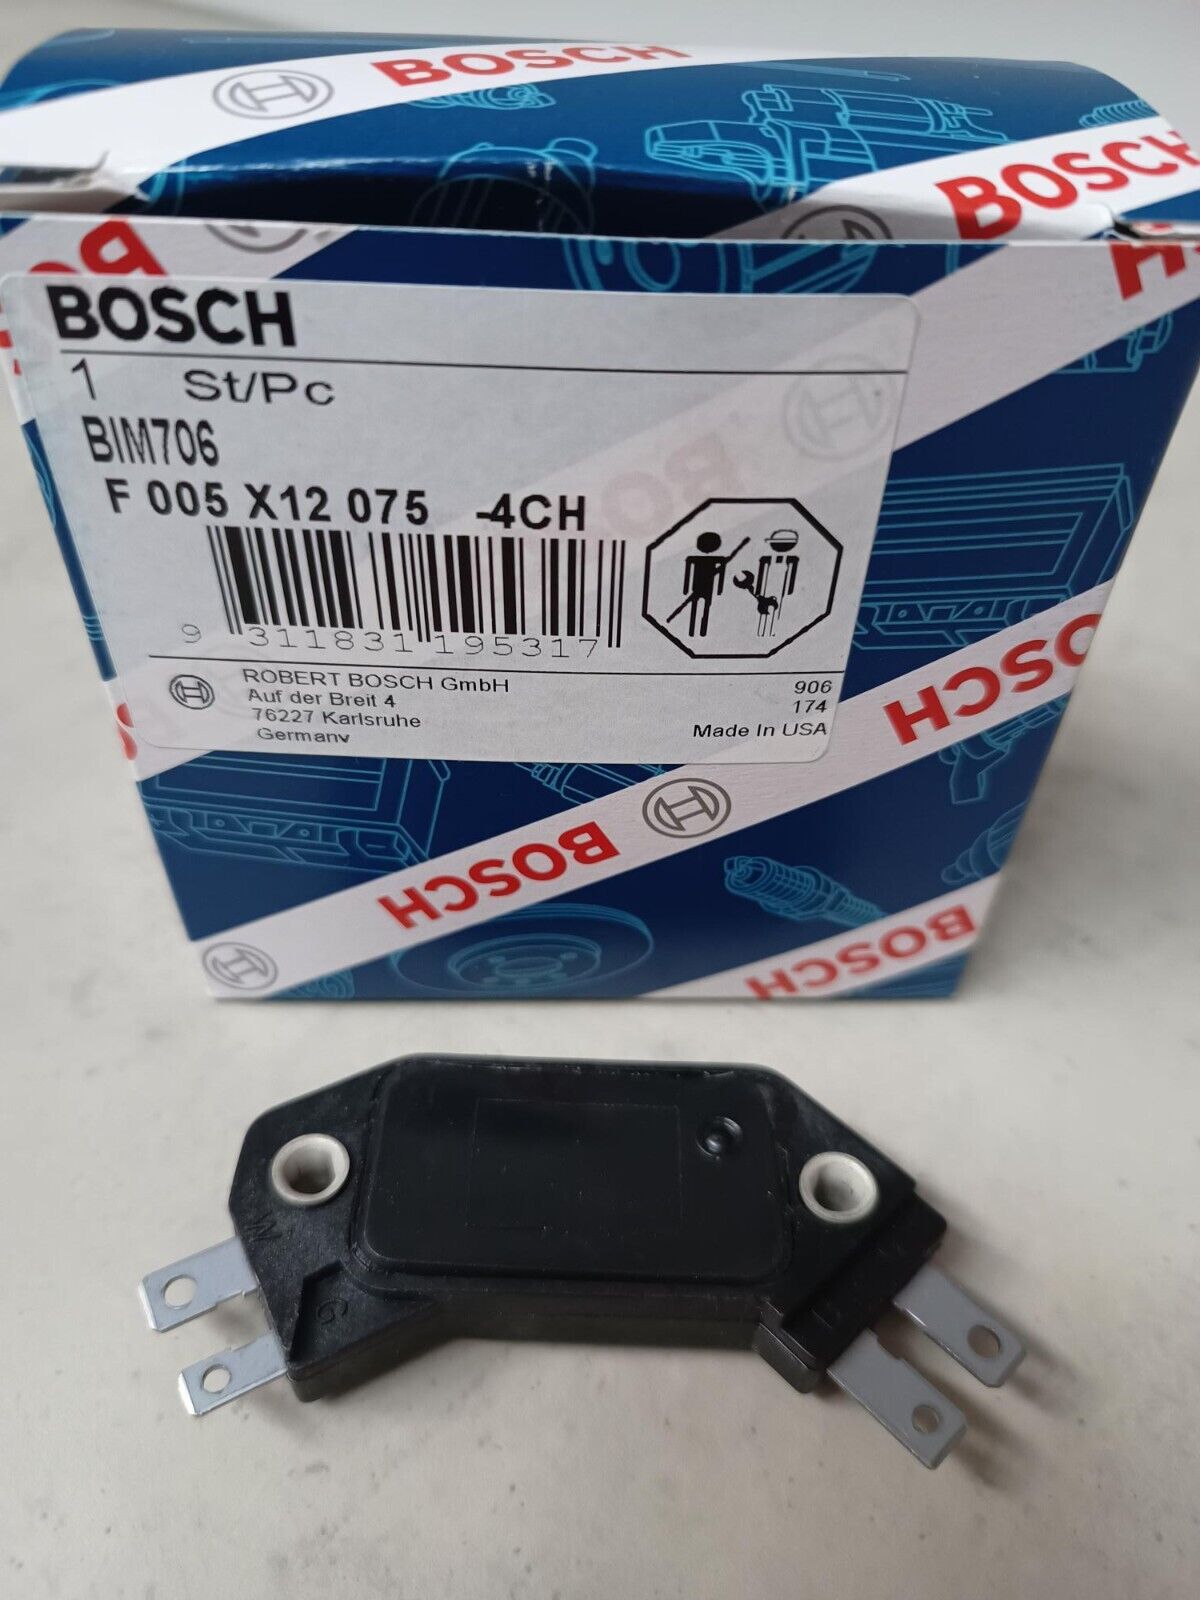 BOSCH
BOSCH
BOSCH
1 St/Pc
BIM706
F 005 X12 075 -4CH
9 311831 195317
ROBERT BOSCH GmbH
Auf der Breit 4
76227 Karlsruhe
Germany
906
174
Made In USA
BOSCH
BOSCH
BOSCH
W
G